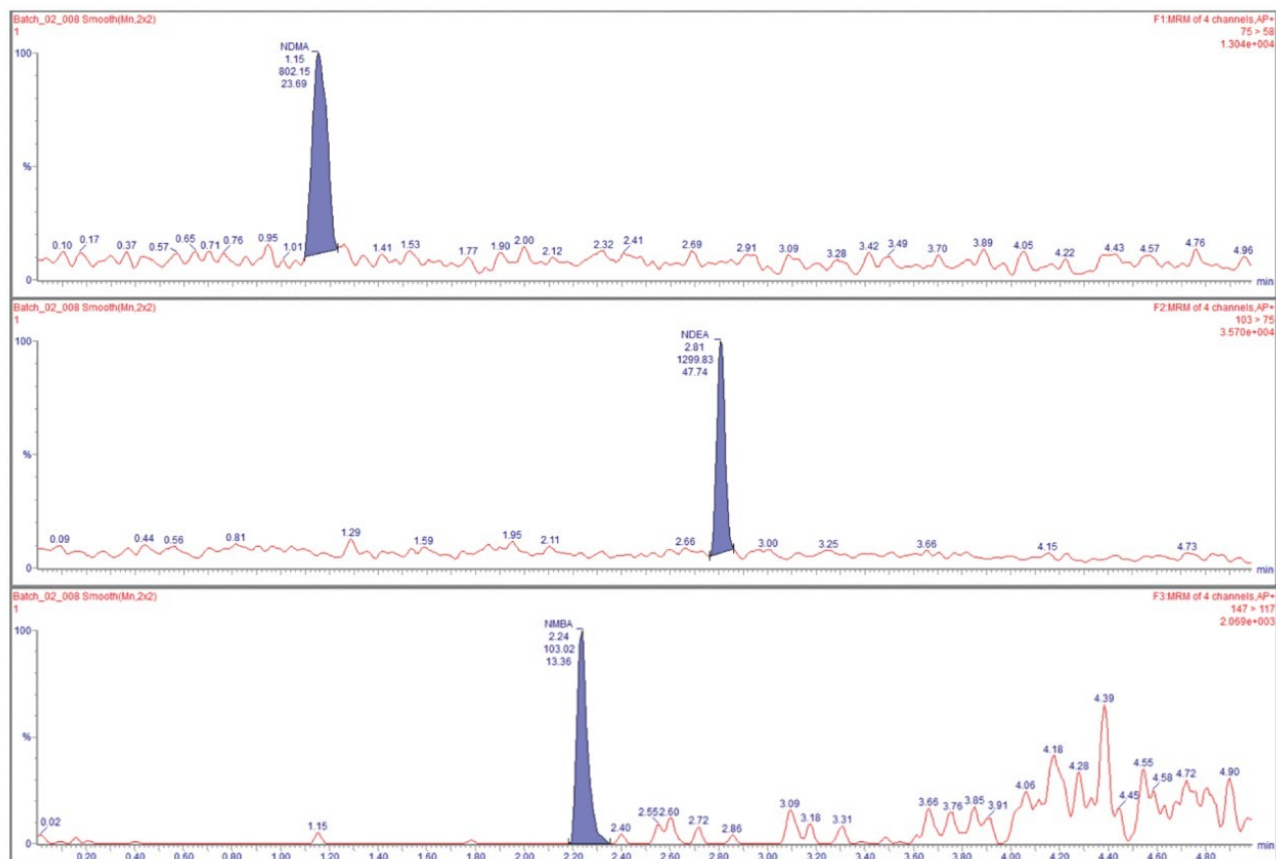 Batch_02_008 Smooth(Mn,2x2)
F1:MRM of 4 channels,AP+
1
75 > 58
1.304e+004
100
NDMA
1.15
802.15
23.69
%
0.10 0.17 0.37 0.57 0.65 0.71 0.76 0.95 1.01 1.41 1.53 1.77 1.90 2.00 2.12 2.32 2.41 2.69 2.91 3.09 3.28 3.42 3.49 3.70 3.89 4.05 4.22 4.43 4.57 4.76 4.96
0
min
Batch_02_008 Smooth(Mn,2x2)
F2:MRM of 4 channels,AP+
1
103 > 75
3.570e+004
100
NDEA
2.81
1299.83
47.74
%
0.09 0.44 0.56 0.81 1.29 1.59 1.95 2.11 2.66 3.00 3.25 3.66 4.15 4.73
0
min
Batch_02_008 Smooth(Mn,2x2)
F3:MRM of 4 channels,AP+
1
147 > 117
2.069e+003
100
NMBA
2.24
103.02
13.36
%
0.02 1.15 2.40 2.55 2.60 2.72 2.86 3.09 3.18 3.31 3.66 3.76 3.85 3.91 4.06 4.18 4.28 4.39 4.45 4.55 4.58 4.72 4.90
0
min
0.20 0.40 0.60 0.80 1.00 1.20 1.40 1.60 1.80 2.00 2.20 2.40 2.60 2.80 3.00 3.20 3.40 3.60 3.80 4.00 4.20 4.40 4.60 4.80